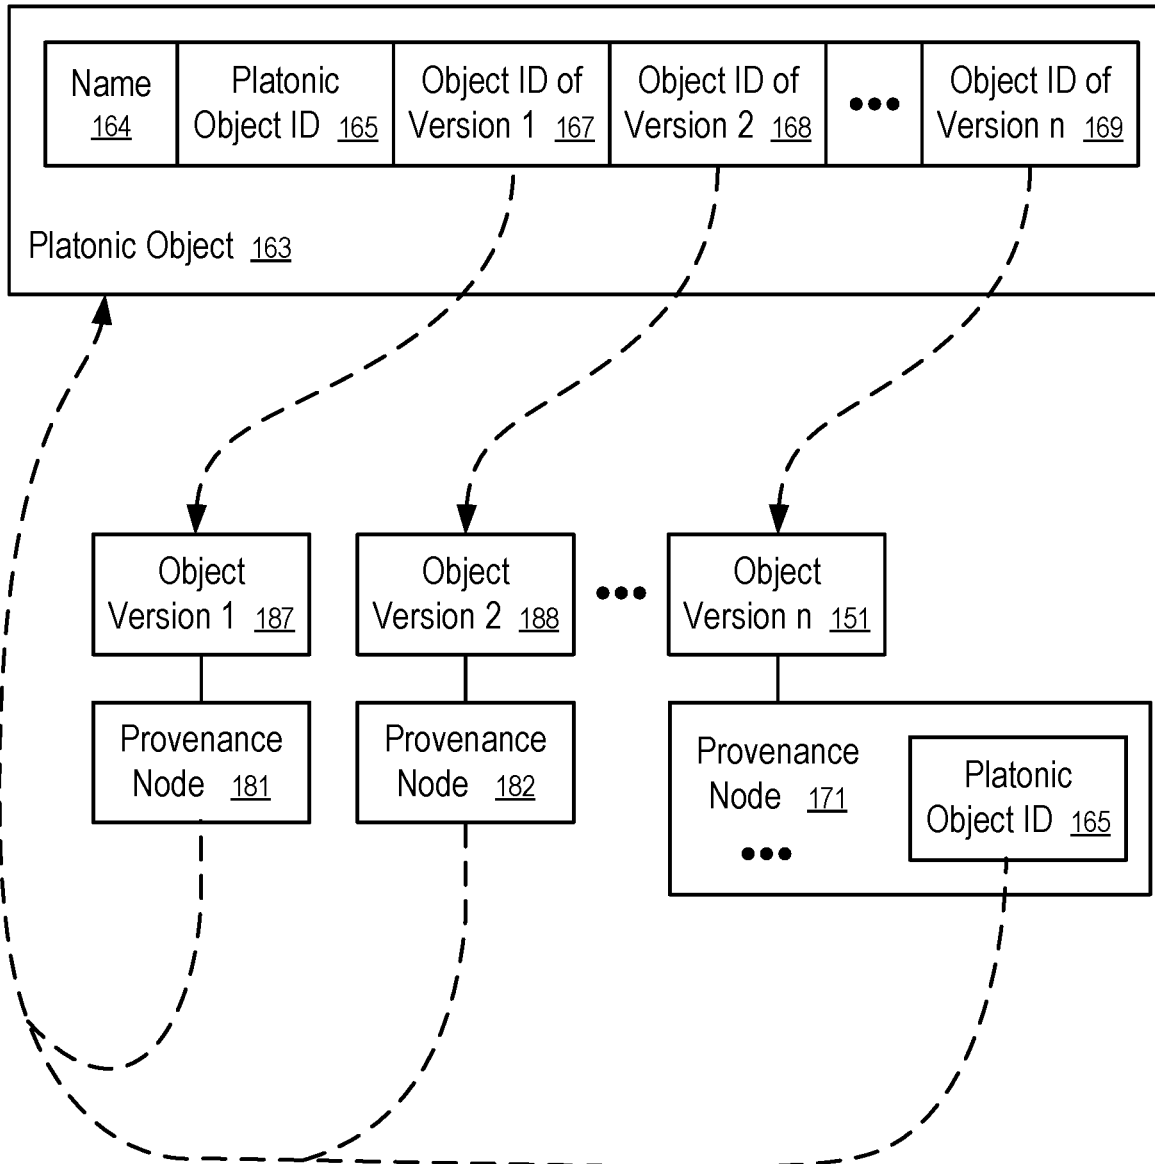 Name
164
Platonic
Object ID 165
Object ID of
Version 1 167
Object ID of
Version 2 168
•••
Object ID of
Version n 169
Platonic Object 163
Object
Version 1 187
Object
Version 2 188
•••
Object
Version n 151
Provenance
Node 181
Provenance
Node 182
Provenance
Node 171
•••
Platonic
Object ID 165